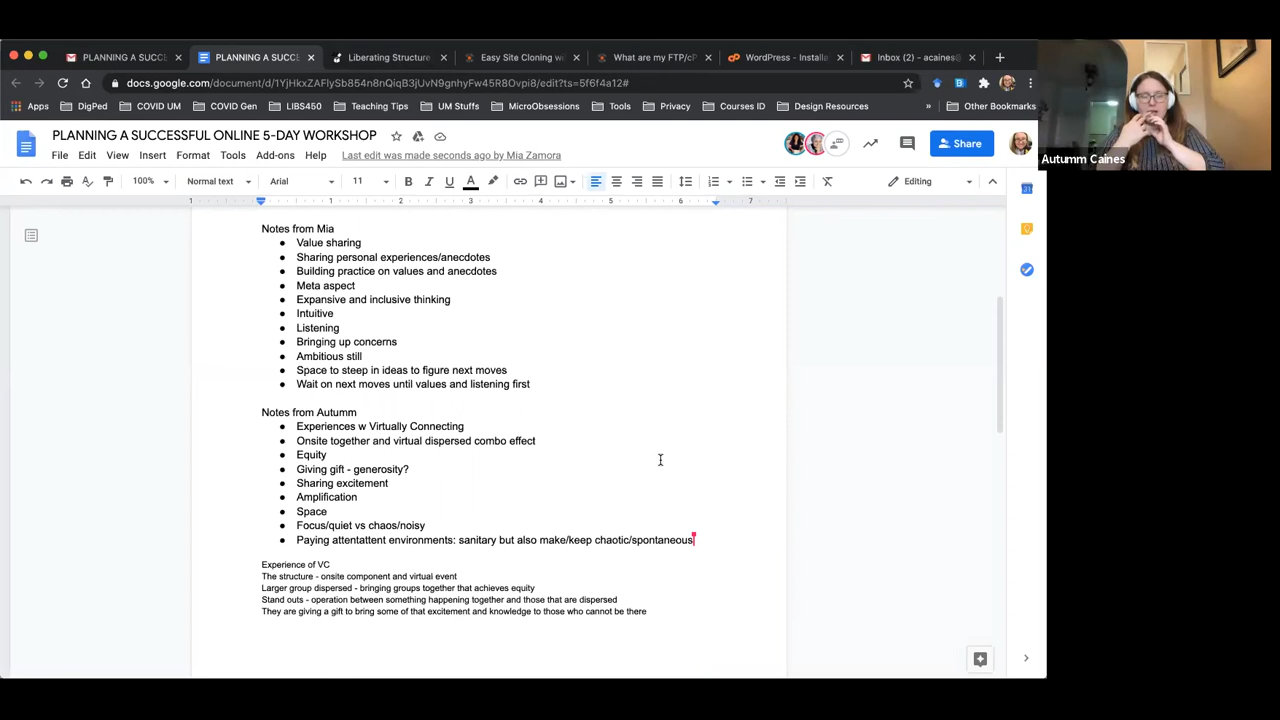 PLANNING A SUCCE
PLANNING A SUCCE
Liberating Structure
Easy Site Cloning wit
What are my FTP/cP
WordPress - Installa
Inbox (2) - acaines@
docs.google.com/document/d/1YjHkxZAFlySb854n8nQiqB3jUvN9gnhyFw45R8Ovpi8/edit?ts=5f6f4a12#
Apps
DigPed
COVID UM
COVID Gen
LIBS450
Teaching Tips
UM Stuffs
MicroObsessions
Tools
Privacy
Courses ID
Design Resources
»
Other Bookmarks
Autumm Caines
PLANNING A SUCCESSFUL ONLINE 5-DAY WORKSHOP
File Edit View Insert Format Tools Add-ons Help Last edit was made seconds ago by Mia Zamora
Share
100% Normal text Arial 11 B I U A Editing
1 1 2 3 4 5 6 7
Notes from Mia
● Value sharing
● Sharing personal experiences/anecdotes
● Building practice on values and anecdotes
● Meta aspect
● Expansive and inclusive thinking
● Intuitive
● Listening
● Bringing up concerns
● Ambitious still
● Space to steep in ideas to figure next moves
● Wait on next moves until values and listening first
Notes from Autumm
● Experiences w Virtually Connecting
● Onsite together and virtual dispersed combo effect
● Equity
● Giving gift - generosity?
● Sharing excitement
● Amplification
● Space
● Focus/quiet vs chaos/noisy
● Paying attentattent environments: sanitary but also make/keep chaotic/spontaneous
Experience of VC
The structure - onsite component and virtual event
Larger group dispersed - bringing groups together that achieves equity
Stand outs - operation between something happening together and those that are dispersed
They are giving a gift to bring some of that excitement and knowledge to those who cannot be there